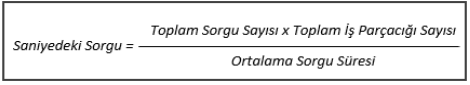 Toplam Sorgu Sayısı x Toplam İş Parçacığı Sayısı
Saniyedeki Sorgu =
Ortalama Sorgu Süresi